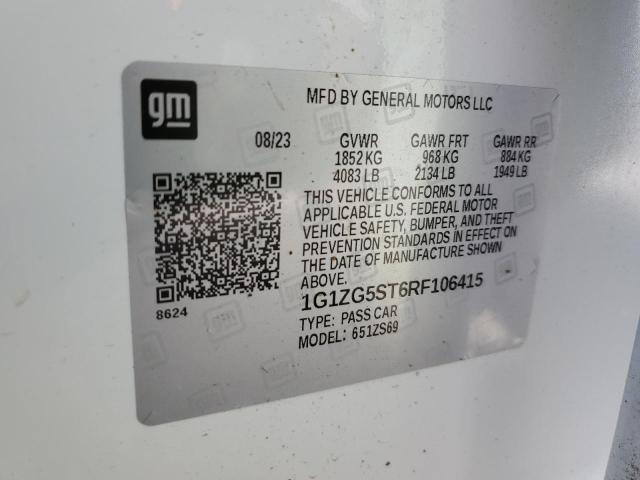 gm
MFD BY GENERAL MOTORS LLC
08/23 GVWR GAWR FRT GAWR RR
1852 KG 968 KG 884 KG
4083 LB 2134 LB 1949 LB
THIS VEHICLE CONFORMS TO ALL
APPLICABLE U.S. FEDERAL MOTOR
VEHICLE SAFETY, BUMPER, AND THEFT
PREVENTION STANDARDS IN EFFECT ON
THE DATE OF MANUFACTURE SHOWN
ABOVE.
1G1ZG5ST6RF106415
8624
TYPE: PASS CAR
MODEL: 651ZS69